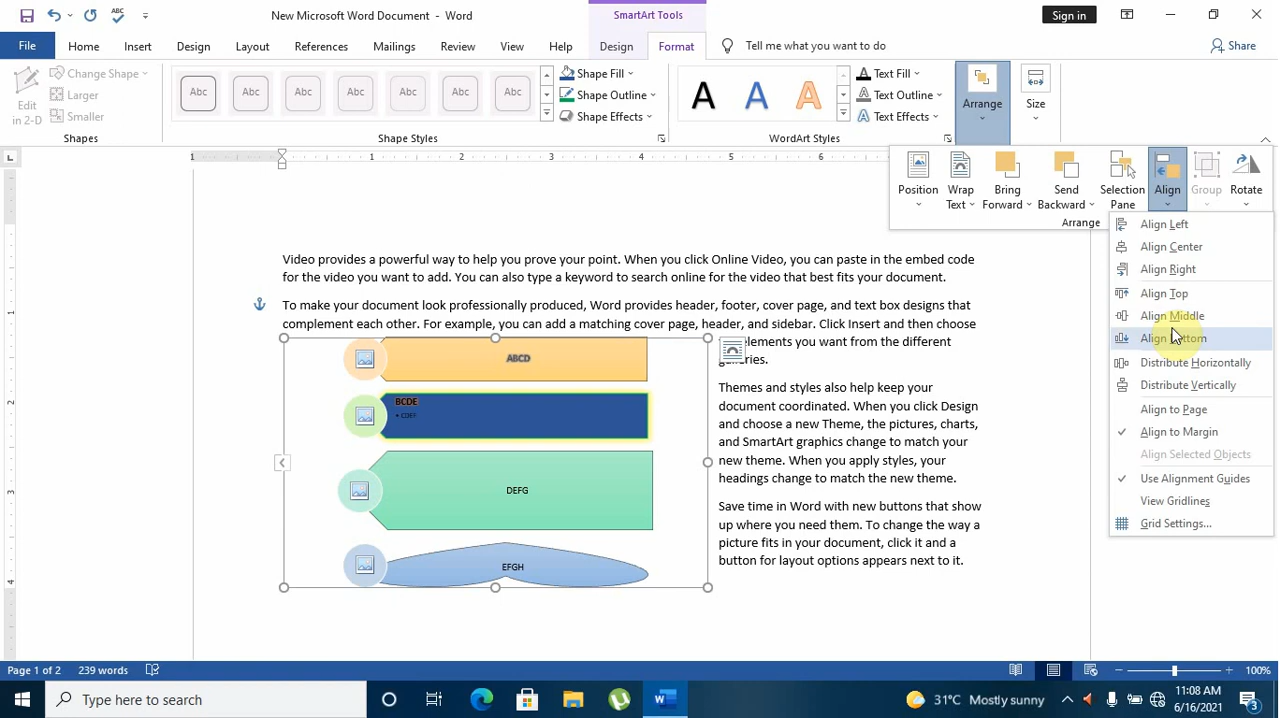 New Microsoft Word Document - Word
SmartArt Tools
Sign in
File
Home
Insert
Design
Layout
References
Mailings
Review
View
Help
Design
Format
Tell me what you want to do
Share
Edit in 2-D
Change Shape
Larger
Smaller
Shapes
Abc Abc Abc Abc Abc Abc Abc
Shape Fill
Shape Outline
Shape Effects
Shape Styles
A A A
Text Fill
Text Outline
Text Effects
WordArt Styles
Arrange
Size
Position
Wrap Text
Bring Forward
Send Backward
Selection Pane
Align
Group
Rotate
Arrange
Align Left
Align Center
Align Right
Align Top
Align Middle
Align Bottom
Distribute Horizontally
Distribute Vertically
Align to Page
Align to Margin
Align Selected Objects
Use Alignment Guides
View Gridlines
Grid Settings...
1 1 2 3 4 5 6
1
2
3
4
Video provides a powerful way to help you prove your point. When you click Online Video, you can paste in the embed code
for the video you want to add. You can also type a keyword to search online for the video that best fits your document.
To make your document look professionally produced, Word provides header, footer, cover page, and text box designs that
complement each other. For example, you can add a matching cover page, header, and sidebar. Click Insert and then choose
elements you want from the different
galleries.
Themes and styles also help keep your
document coordinated. When you click Design
and choose a new Theme, the pictures, charts,
and SmartArt graphics change to match your
new theme. When you apply styles, your
headings change to match the new theme.
Save time in Word with new buttons that show
up where you need them. To change the way a
picture fits in your document, click it and a
button for layout options appears next to it.
ABCD
BCDE
• CDEF
DEFG
EFGH
Page 1 of 2
239 words
100%
Type here to search
31°C Mostly sunny
11:08 AM
6/16/2021
3